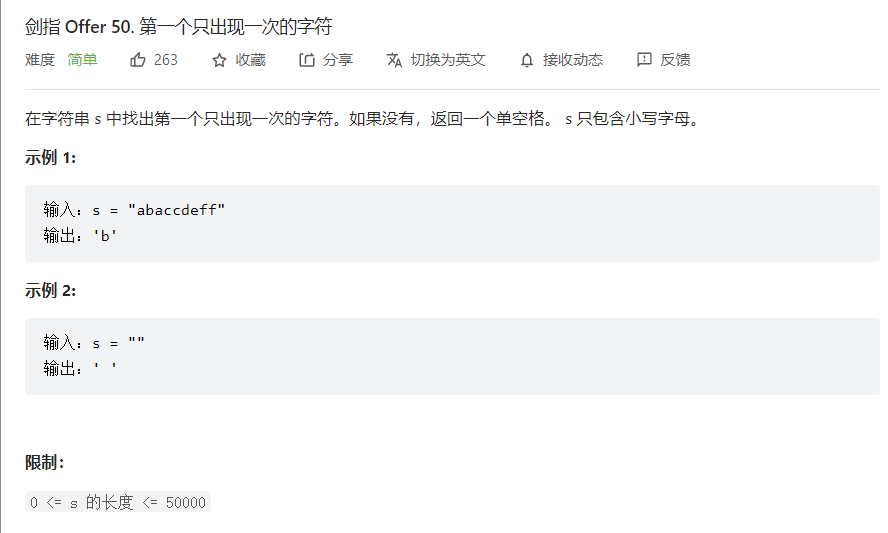 剑指 Offer 50. 第一个只出现一次的字符
难度 简单 263 收藏 分享 切换为英文 接收动态 反馈
在字符串 s 中找出第一个只出现一次的字符。如果没有，返回一个单空格。 s 只包含小写字母。
示例 1:
输入：s = "abaccdeff"
输出：'b'
示例 2:
输入：s = ""
输出：' '
限制：
0 <= s 的长度 <= 50000